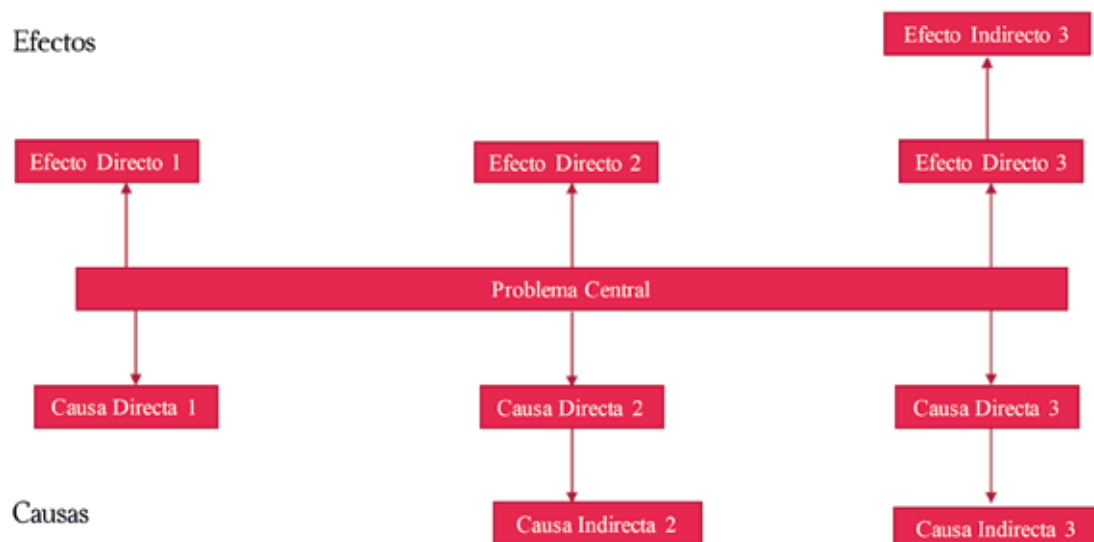 Efectos
Efecto Indirecto 3
Efecto Directo 1
Efecto Directo 2
Efecto Directo 3
Problema Central
Causa Directa 1
Causa Directa 2
Causa Directa 3
Causas
Causa Indirecta 2
Causa Indirecta 3